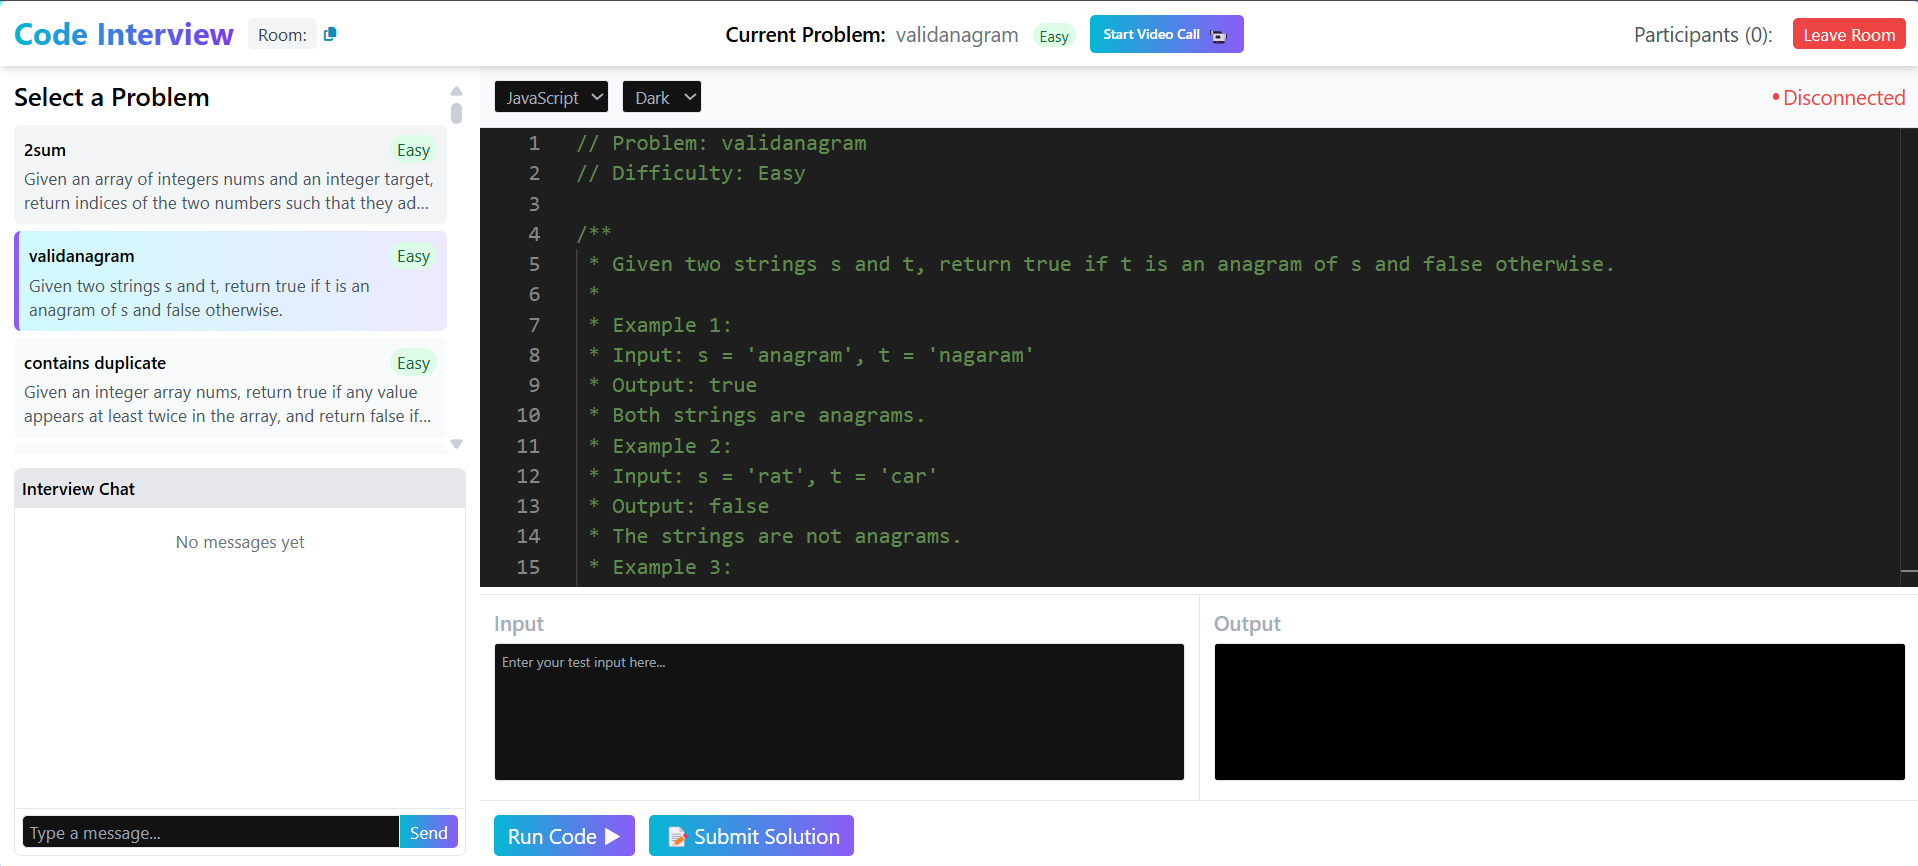 Code Interview
Room:
Current Problem: validanagram Easy
Start Video Call
Participants (0):
Leave Room
Select a Problem
2sum
Easy
Given an array of integers nums and an integer target,
return indices of the two numbers such that they ad...
validanagram
Easy
Given two strings s and t, return true if t is an
anagram of s and false otherwise.
contains duplicate
Easy
Given an integer array nums, return true if any value
appears at least twice in the array, and return false if...
Interview Chat
No messages yet
Type a message...
Send
JavaScript
Dark
•Disconnected
1 // Problem: validanagram
2 // Difficulty: Easy
3
4 /**
5 * Given two strings s and t, return true if t is an anagram of s and false otherwise.
6 *
7 * Example 1:
8 * Input: s = 'anagram', t = 'nagaram'
9 * Output: true
10 * Both strings are anagrams.
11 * Example 2:
12 * Input: s = 'rat', t = 'car'
13 * Output: false
14 * The strings are not anagrams.
15 * Example 3:
Input
Enter your test input here...
Output
Run Code ▶
📝 Submit Solution